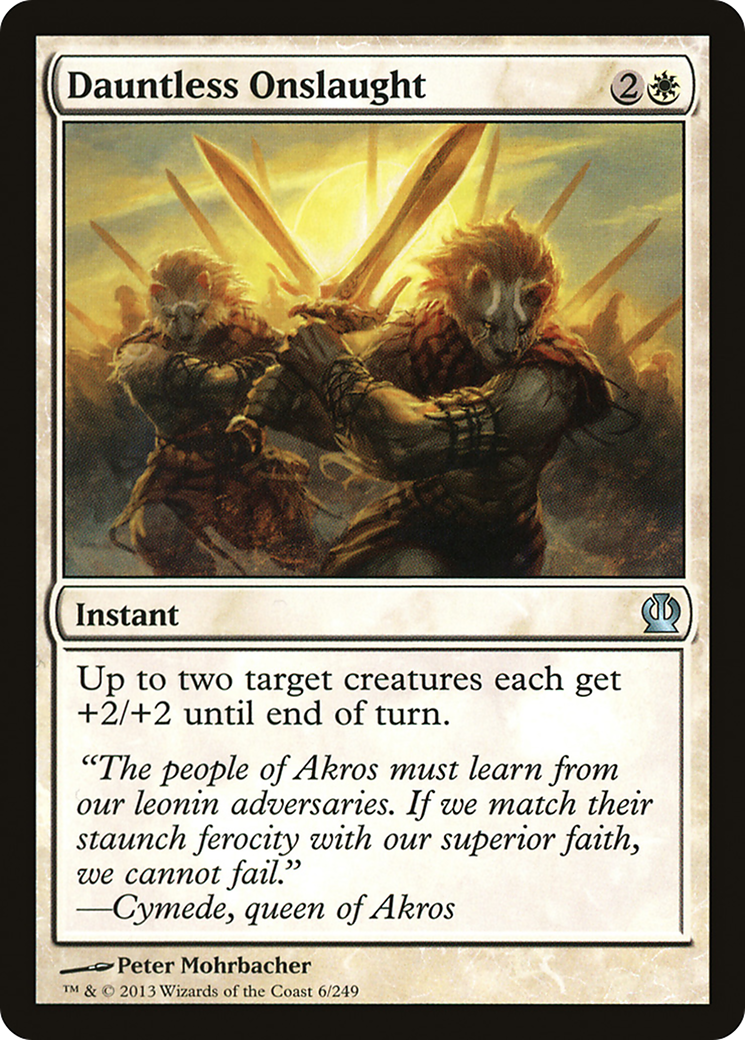 Dauntless Onslaught 2
Instant
Up to two target creatures each get
+2/+2 until end of turn.
“The people of Akros must learn from
our leonin adversaries. If we match their
staunch ferocity with our superior faith,
we cannot fail.”
—Cymede, queen of Akros
Peter Mohrbacher
™ & © 2013 Wizards of the Coast 6/249